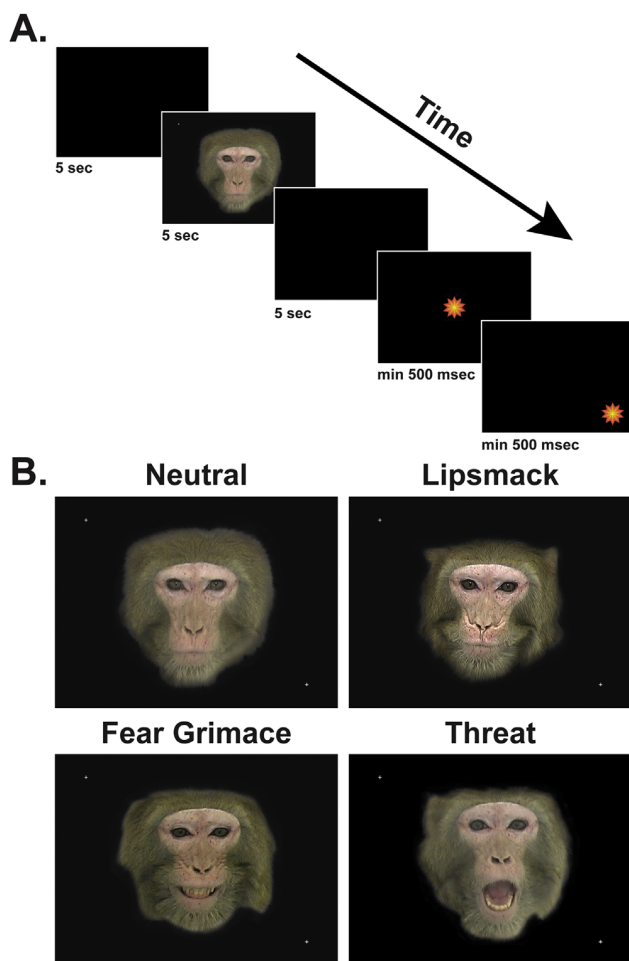 A.
Time
5 sec
5 sec
5 sec
min 500 msec
min 500 msec
B.
Neutral
Lipsmack
Fear Grimace
Threat